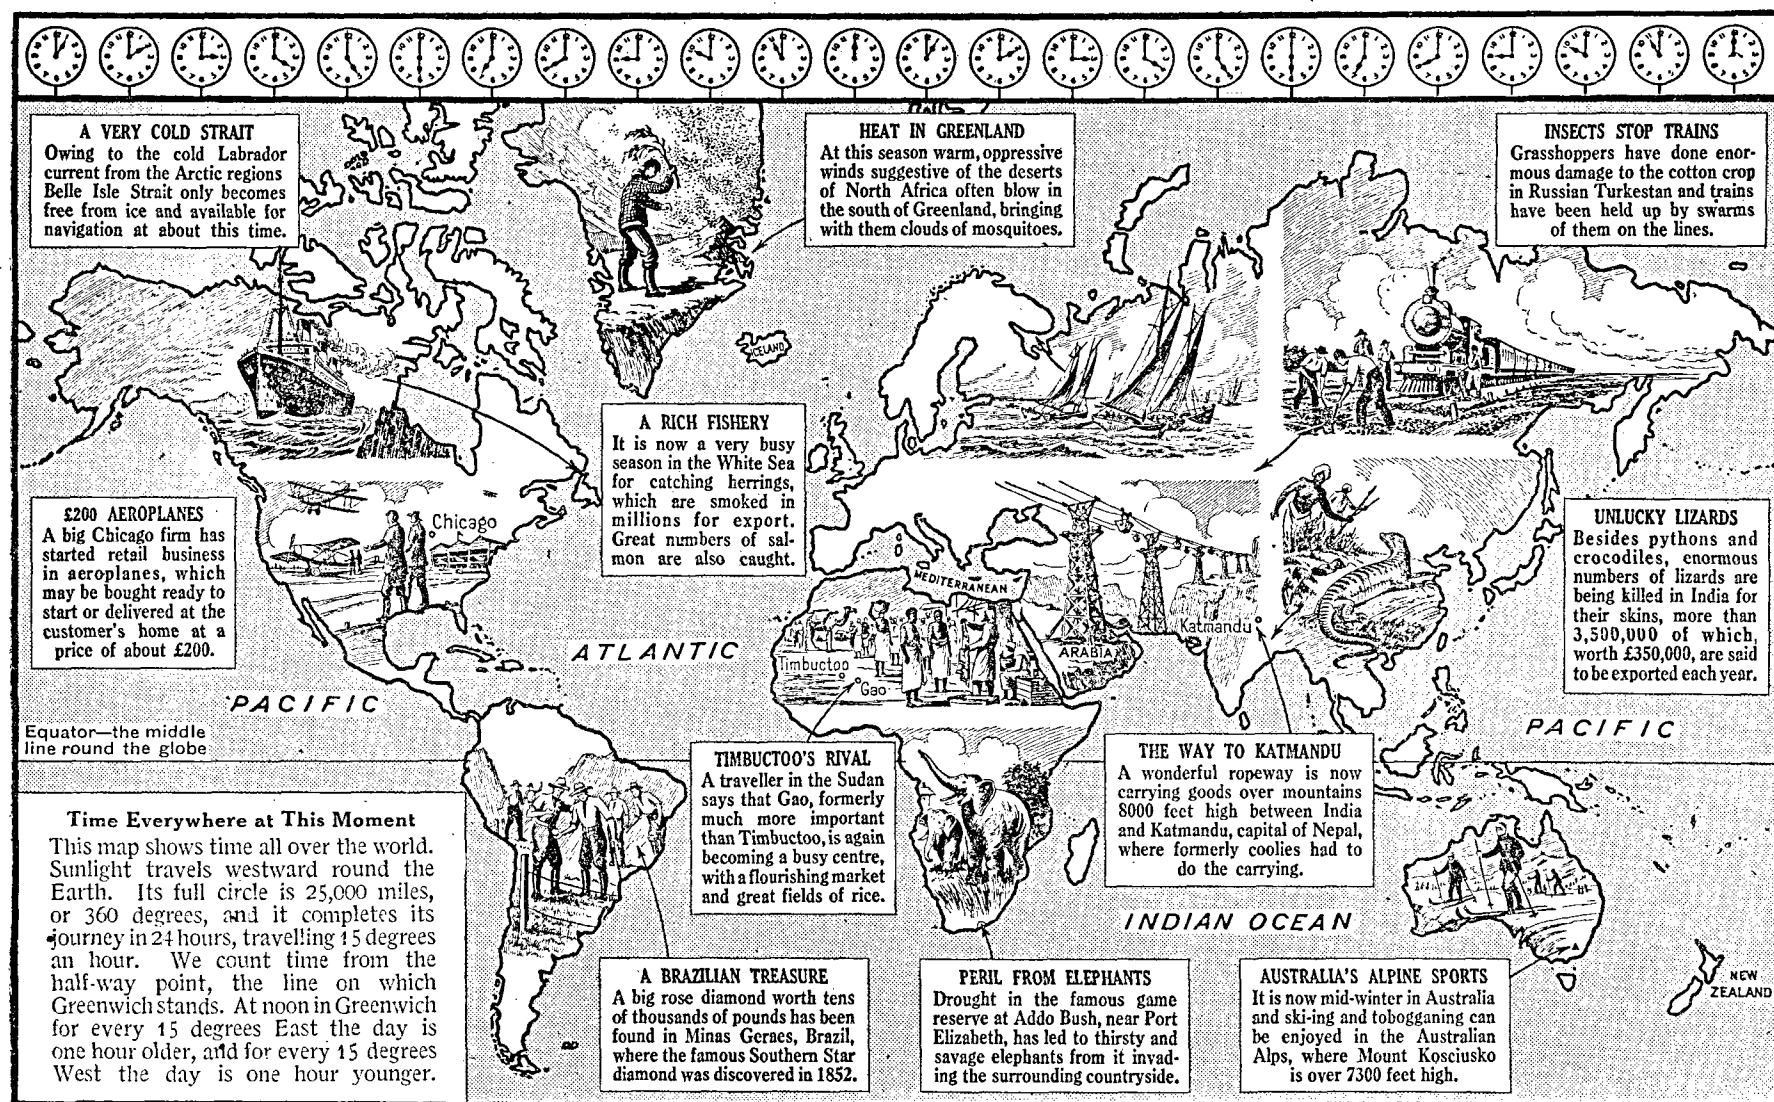 A VERY COLD STRAIT
Owing to the cold Labrador
current from the Arctic regions
Belle Isle Strait only becomes
free from ice and available for
navigation at about this time.
HEAT IN GREENLAND
At this season warm, oppressive
winds suggestive of the deserts
of North Africa often blow in
the south of Greenland, bringing
with them clouds of mosquitoes.
INSECTS STOP TRAINS
Grasshoppers have done enor-
mous damage to the cotton crop
in Russian Turkestan and trains
have been held up by swarms
of them on the lines.
ICELAND
A RICH FISHERY
It is now a very busy
season in the White Sea
for catching herrings,
which are smoked in
millions for export.
Great numbers of sal-
mon are also caught.
£200 AEROPLANES
A big Chicago firm has
started retail business
in aeroplanes, which
may be bought ready to
start or delivered at the
customer's home at a
price of about £200.
Chicago
UNLUCKY LIZARDS
Besides pythons and
crocodiles, enormous
numbers of lizards are
being killed in India for
their skins, more than
3,500,000 of which,
worth £350,000, are said
to be exported each year.
MEDITERRANEAN
Katmandu
ARABIA
ATLANTIC
Timbuctoo
Gao
PACIFIC
PACIFIC
Equator—the middle
line round the globe
TIMBUCTOO'S RIVAL
A traveller in the Sudan
says that Gao, formerly
much more important
than Timbuctoo, is again
becoming a busy centre,
with a flourishing market
and great fields of rice.
THE WAY TO KATMANDU
A wonderful ropeway is now
carrying goods over mountains
8000 feet high between India
and Katmandu, capital of Nepal,
where formerly coolies had to
do the carrying.
Time Everywhere at This Moment
This map shows time all over the world.
Sunlight travels westward round the
Earth. Its full circle is 25,000 miles,
or 360 degrees, and it completes its
journey in 24 hours, travelling 15 degrees
an hour. We count time from the
half-way point, the line on which
Greenwich stands. At noon in Greenwich
for every 15 degrees East the day is
one hour older, and for every 15 degrees
West the day is one hour younger.
INDIAN OCEAN
A BRAZILIAN TREASURE
A big rose diamond worth tens
of thousands of pounds has been
found in Minas Geraes, Brazil,
where the famous Southern Star
diamond was discovered in 1852.
PERIL FROM ELEPHANTS
Drought in the famous game
reserve at Addo Bush, near Port
Elizabeth, has led to thirsty and
savage elephants from it invad-
ing the surrounding countryside.
AUSTRALIA'S ALPINE SPORTS
It is now mid-winter in Australia
and ski-ing and tobogganing can
be enjoyed in the Australian
Alps, where Mount Kosciusko
is over 7300 feet high.
NEW
ZEALAND